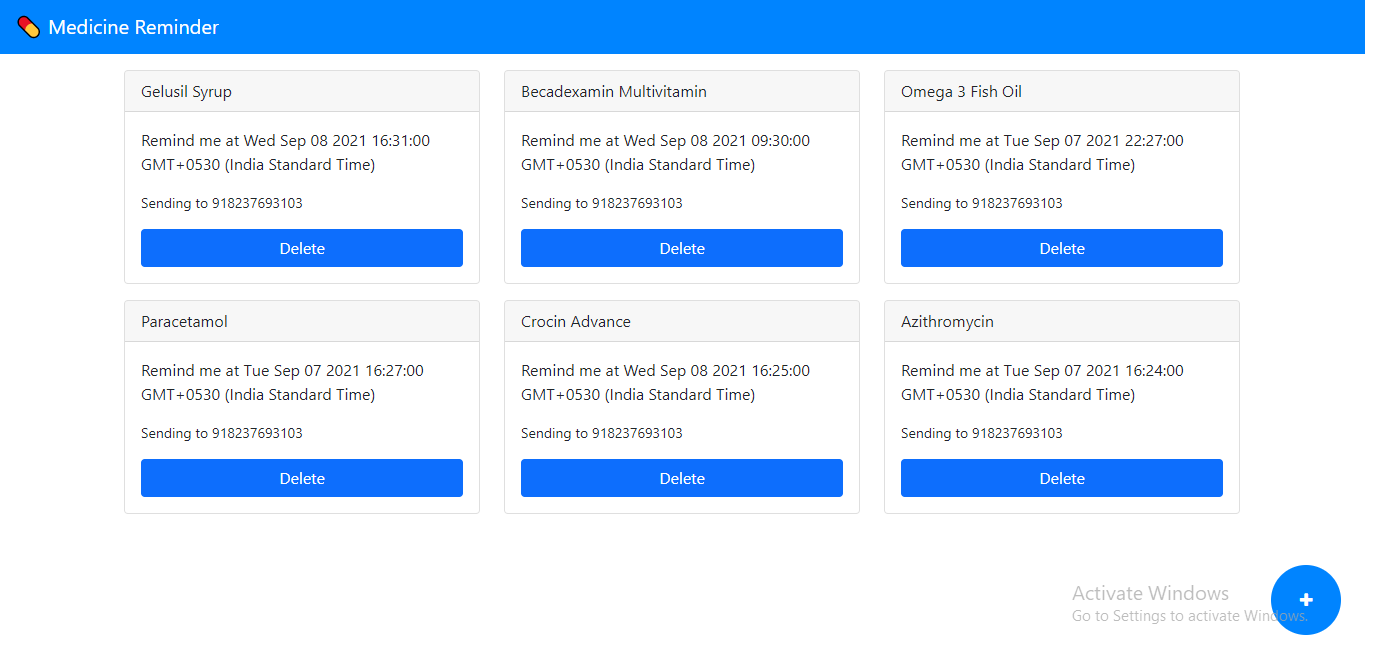 Medicine Reminder
Gelusil Syrup
Remind me at Wed Sep 08 2021 16:31:00
GMT+0530 (India Standard Time)
Sending to 918237693103
Delete
Becadexamin Multivitamin
Remind me at Wed Sep 08 2021 09:30:00
GMT+0530 (India Standard Time)
Sending to 918237693103
Delete
Omega 3 Fish Oil
Remind me at Tue Sep 07 2021 22:27:00
GMT+0530 (India Standard Time)
Sending to 918237693103
Delete
Paracetamol
Remind me at Tue Sep 07 2021 16:27:00
GMT+0530 (India Standard Time)
Sending to 918237693103
Delete
Crocin Advance
Remind me at Wed Sep 08 2021 16:25:00
GMT+0530 (India Standard Time)
Sending to 918237693103
Delete
Azithromycin
Remind me at Tue Sep 07 2021 16:24:00
GMT+0530 (India Standard Time)
Sending to 918237693103
Delete
Activate Windows
Go to Settings to activate Windows.
+